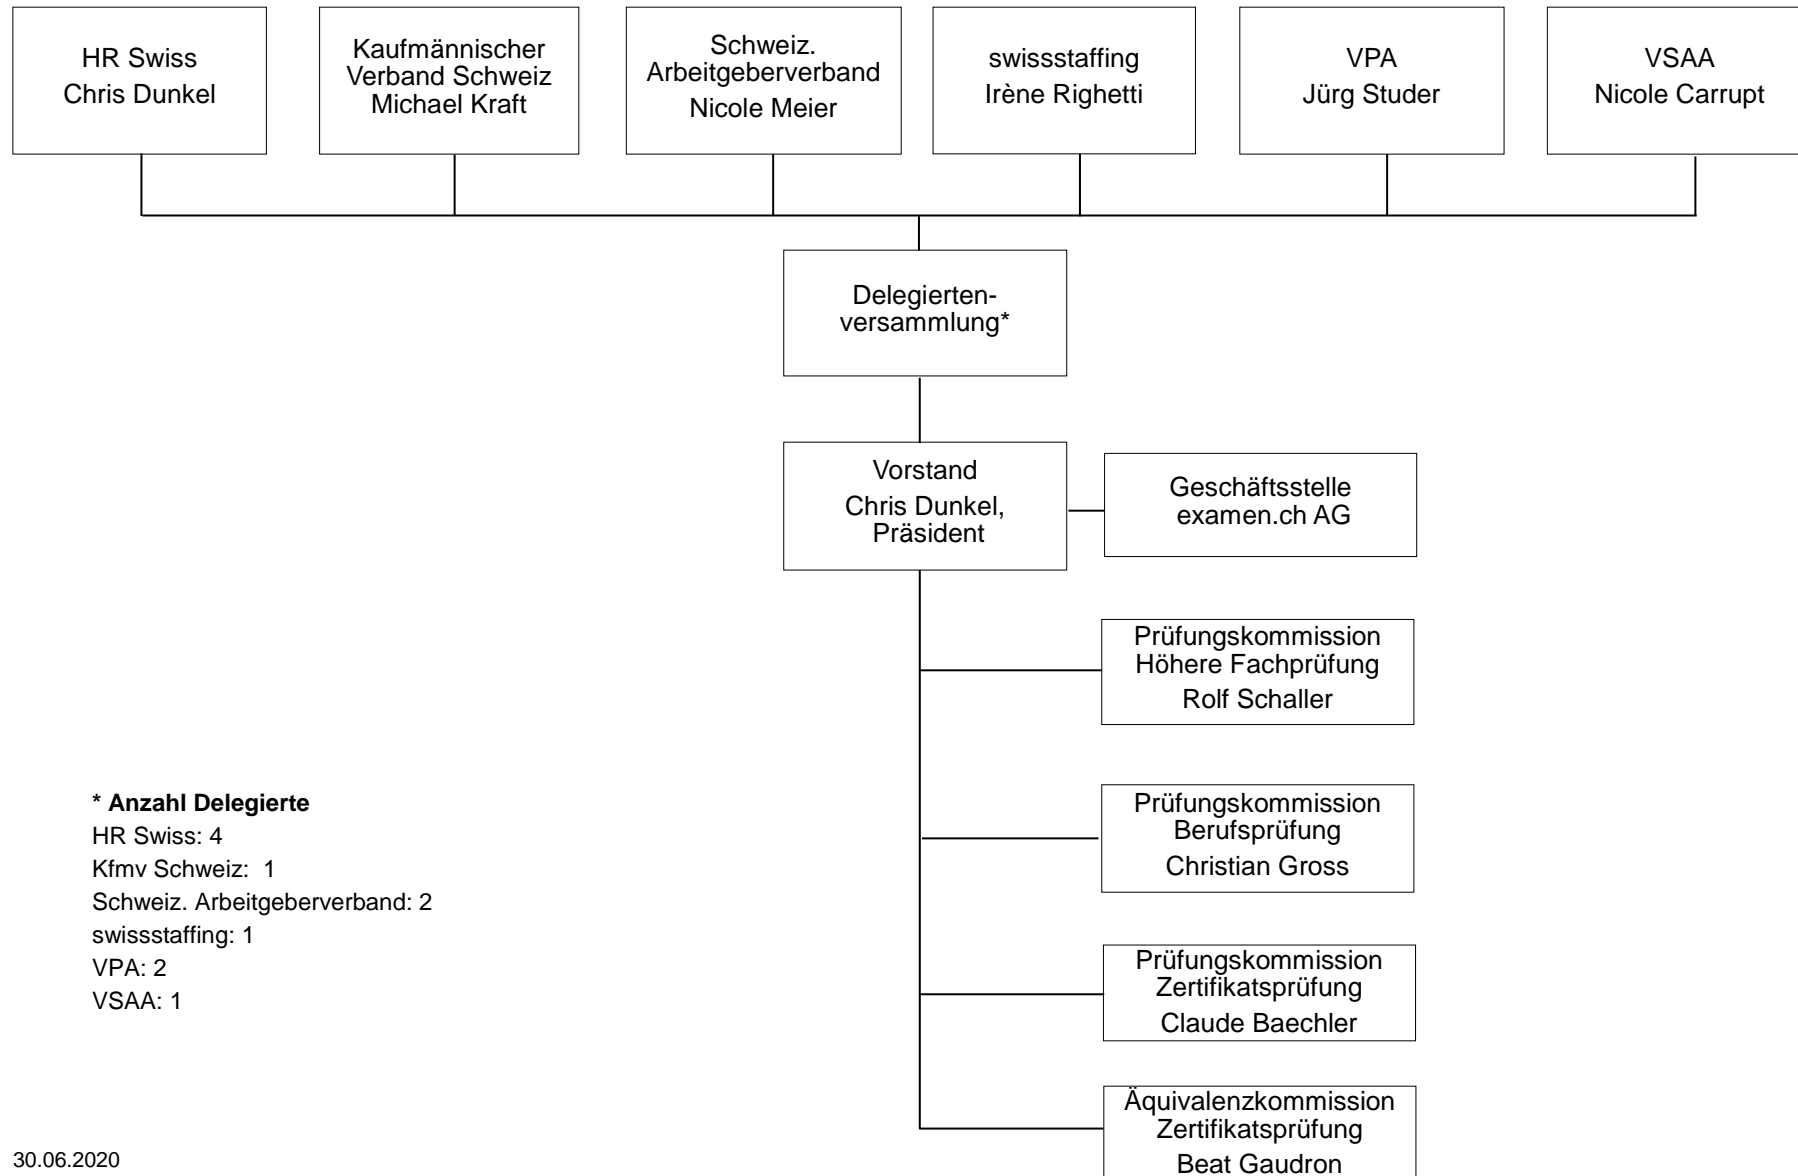 HR Swiss
Chris Dunkel
Kaufmännischer
Verband Schweiz
Michael Kraft
Schweiz.
Arbeitgeberverband
Nicole Meier
swissstaffing
Irène Righetti
VPA
Jürg Studer
VSAA
Nicole Carrupt
Delegierten-
versammlung*
Vorstand
Chris Dunkel,
Präsident
Geschäftsstelle
examen.ch AG
Prüfungskommission
Höhere Fachprüfung
Rolf Schaller
Prüfungskommission
Berufsprüfung
Christian Gross
Prüfungskommission
Zertifikatsprüfung
Claude Baechler
Äquivalenzkommission
Zertifikatsprüfung
Beat Gaudron
* Anzahl Delegierte
HR Swiss: 4
Kfmv Schweiz:  1
Schweiz. Arbeitgeberverband: 2
swissstaffing: 1
VPA: 2
VSAA: 1
30.06.2020